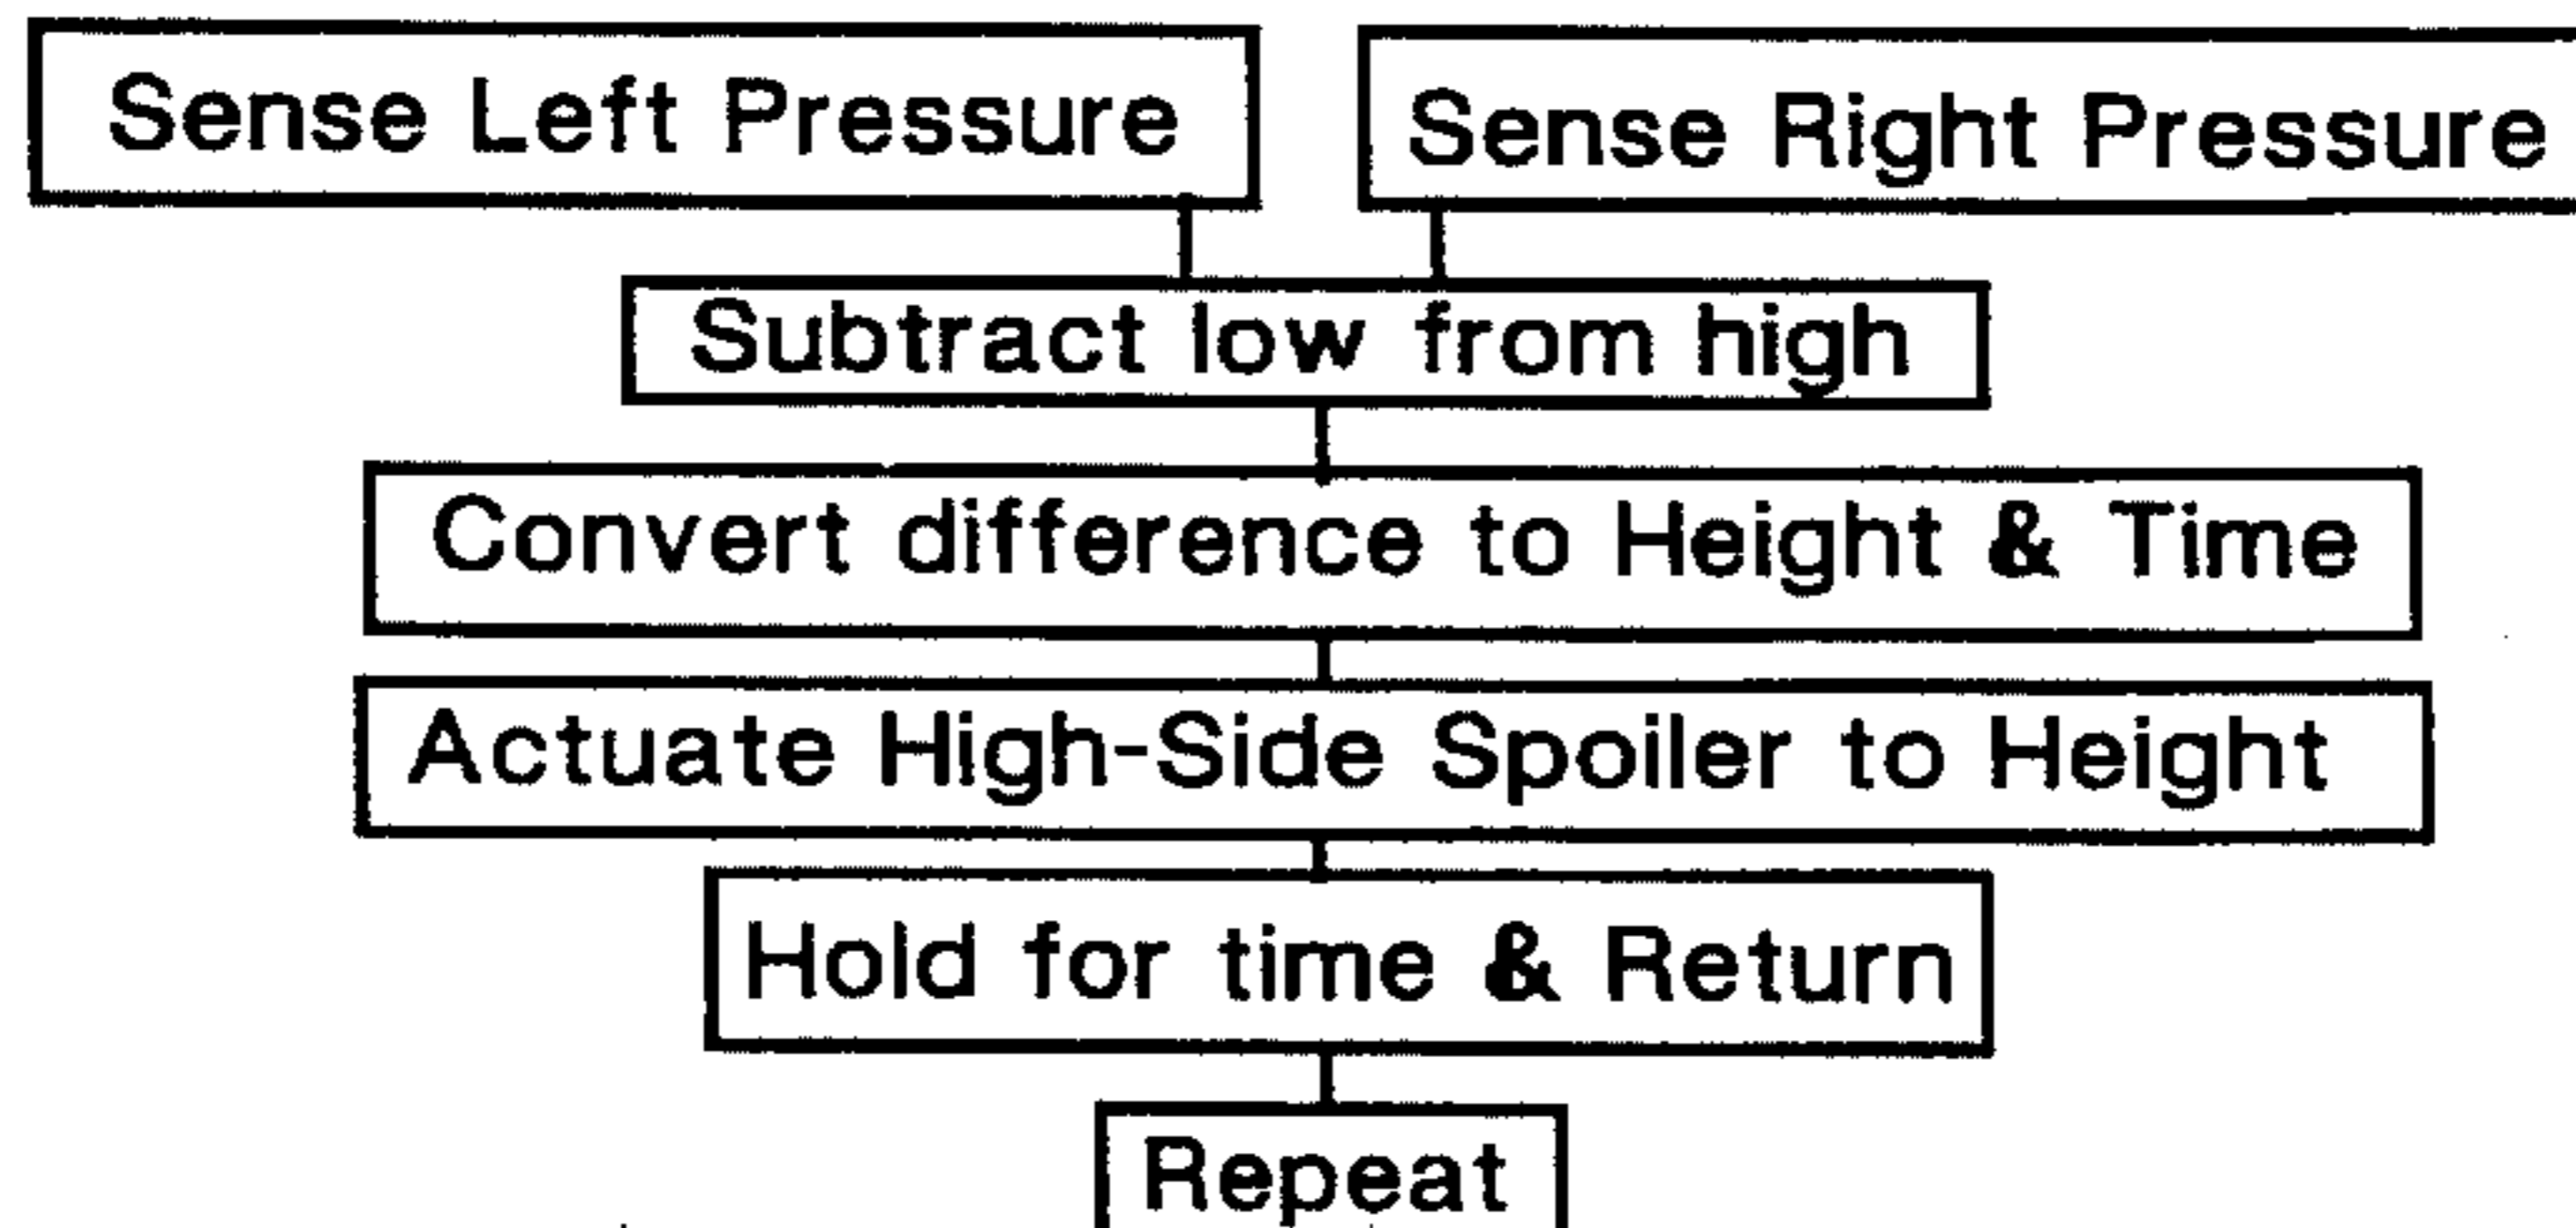 Sense Left Pressure
Sense Right Pressure
Subtract low from high
Convert difference to Height & Time
Actuate High-Side Spoiler to Height
Hold for time & Return
Repeat